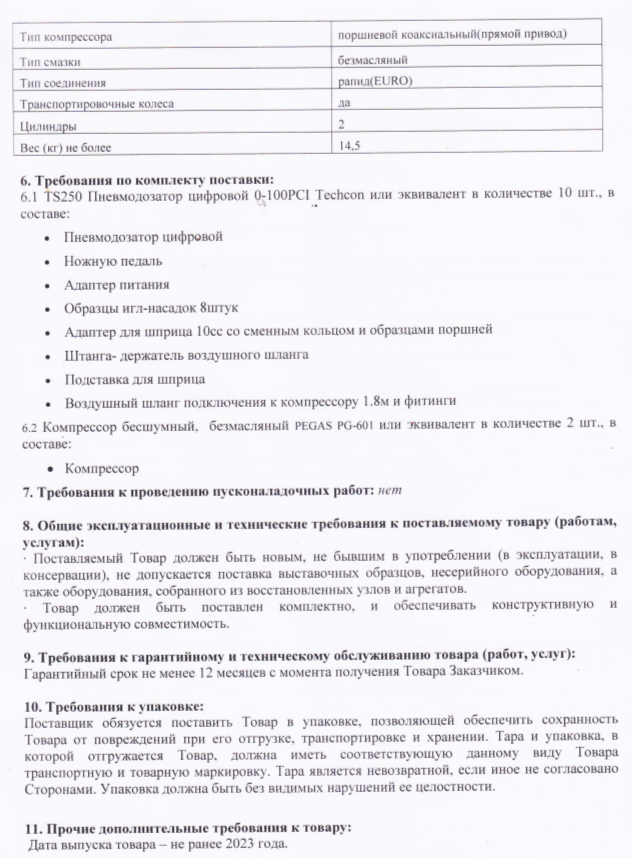 Тип компрессора поршневой коаксиальный(прямой привод)
Тип смазки безмасляный
Тип соединения рапид(EURO)
Транспортировочные колеса да
Цилиндры 2
Вес (кг) не более 14,5
6. Требования по комплекту поставки:
6.1 TS250 Пневмодозатор цифровой 0-100PCI Techcon или эквивалент в количестве 10 шт., в
составе:
• Пневмодозатор цифровой
• Ножную педаль
• Адаптер питания
• Образцы игл-насадок 8штук
• Адаптер для шприца 10сс со сменным кольцом и образцами поршней
• Штанга- держатель воздушного шланга
• Подставка для шприца
• Воздушный шланг подключения к компрессору 1.8м и фитинги
6.2 Компрессор бесшумный, безмасляный PEGAS PG-601 или эквивалент в количестве 2 шт., в
составе:
• Компрессор
7. Требования к проведению пусконаладочных работ: нет
8. Общие эксплуатационные и технические требования к поставляемому товару (работам,
услугам):
· Поставляемый Товар должен быть новым, не бывшим в употреблении (в эксплуатации, в
консервации), не допускается поставка выставочных образцов, несерийного оборудования, а
также оборудования, собранного из восстановленных узлов и агрегатов.
· Товар должен быть поставлен комплектно, и обеспечивать конструктивную и
функциональную совместимость.
9. Требования к гарантийному и техническому обслуживанию товара (работ, услуг):
Гарантийный срок не менее 12 месяцев с момента получения Товара Заказчиком.
10. Требования к упаковке:
Поставщик обязуется поставить Товар в упаковке, позволяющей обеспечить сохранность
Товара от повреждений при его отгрузке, транспортировке и хранении. Тара и упаковка, в
которой отгружается Товар, должна иметь соответствующую данному виду Товара
транспортную и товарную маркировку. Тара является невозвратной, если иное не согласовано
Сторонами. Упаковка должна быть без видимых нарушений ее целостности.
11. Прочие дополнительные требования к товару:
Дата выпуска товара – не ранее 2023 года.